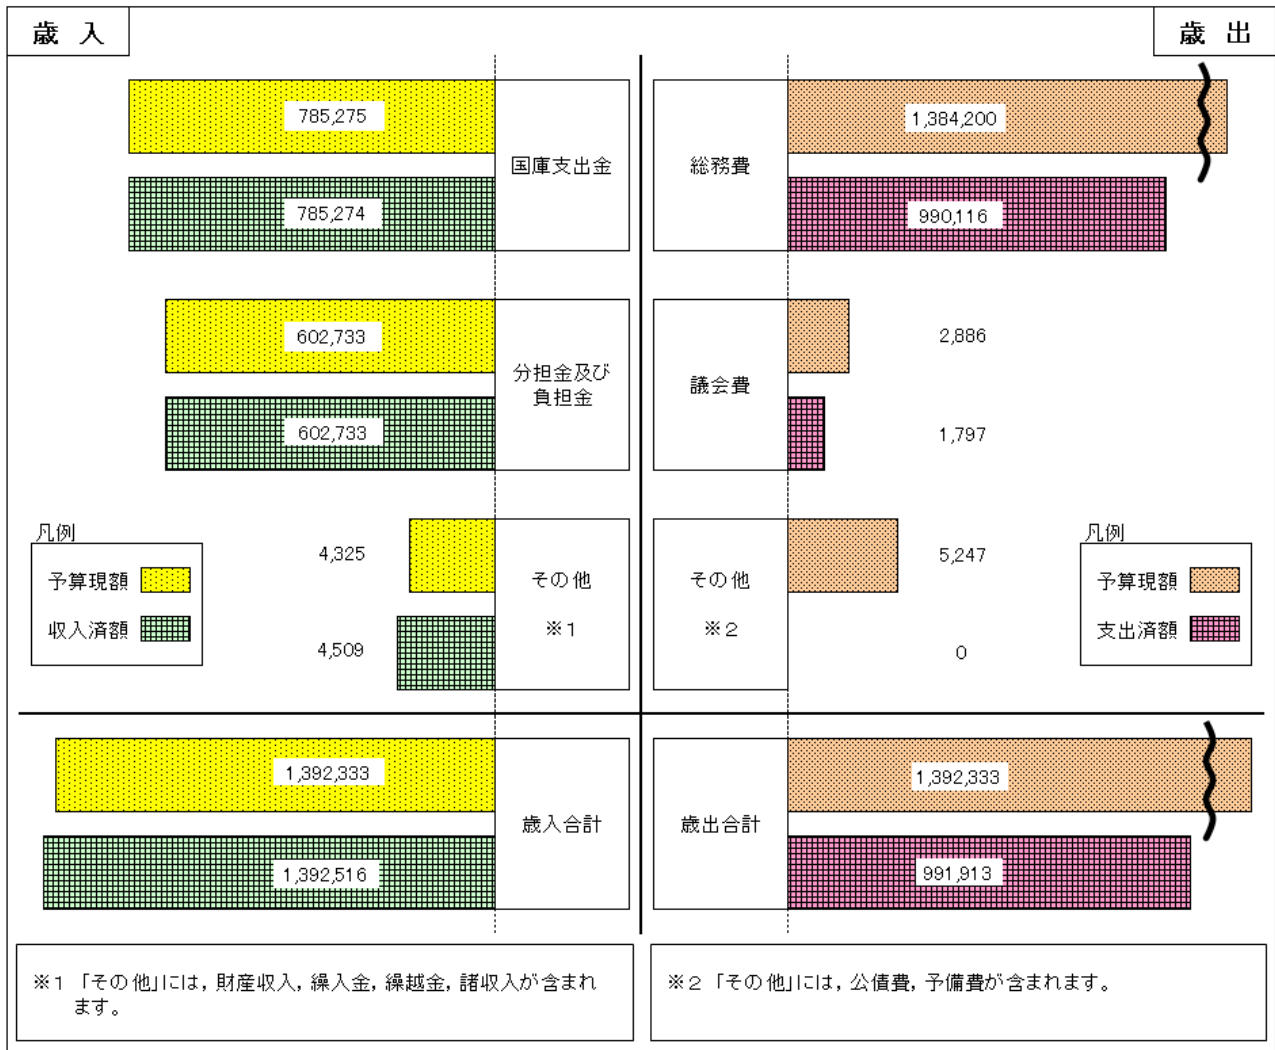 歳 入
785,275
国庫支出金
785,274
602,733
分担金及び
負担金
602,733
凡例
予算現額
収入済額
4,325
その他
※1
4,509
1,392,333
歳入合計
1,392,516
※1 「その他」には,財産収入,繰入金,繰越金,諸収入が含まれ
ます。
歳 出
1,384,200
総務費
990,116
2,886
議会費
1,797
5,247
その他
※2
0
凡例
予算現額
支出済額
1,392,333
歳出合計
991,913
※2 「その他」には,公債費,予備費が含まれます。